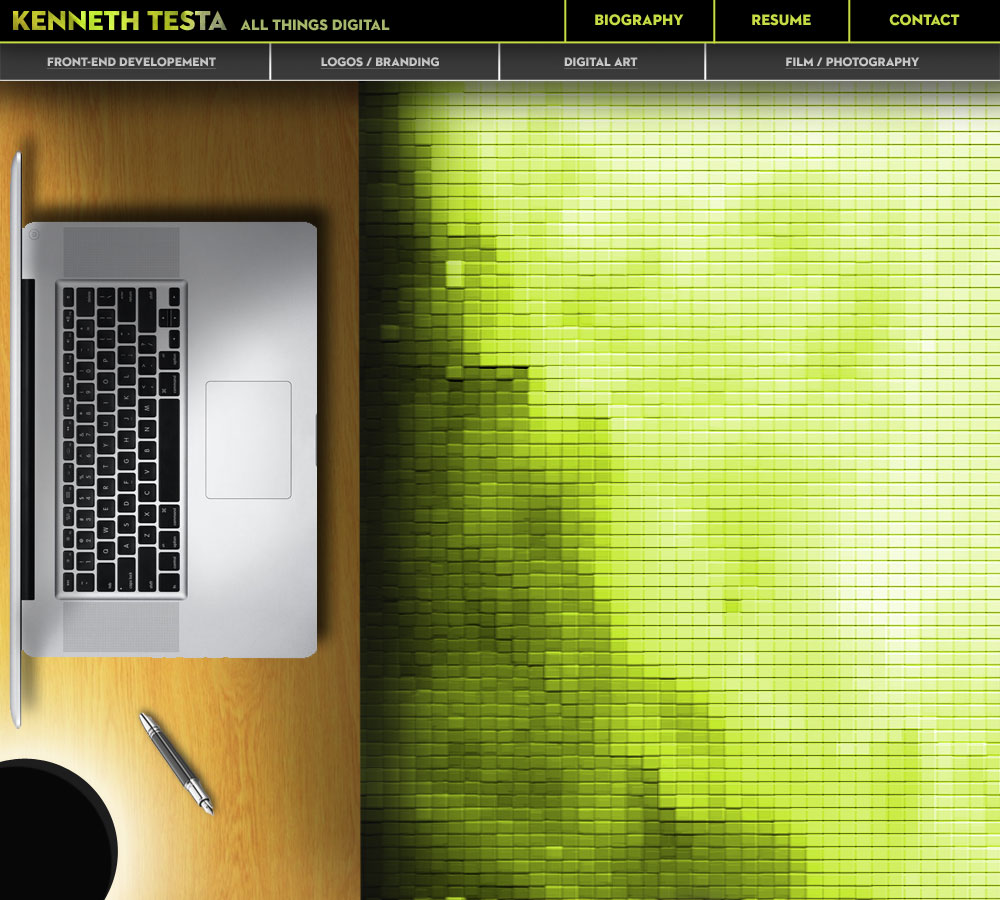 KENNETH TESTA ALL THINGS DIGITAL
BIOGRAPHY RESUME CONTACT
FRONT-END DEVELOPEMENT LOGOS / BRANDING DIGITAL ART FILM / PHOTOGRAPHY